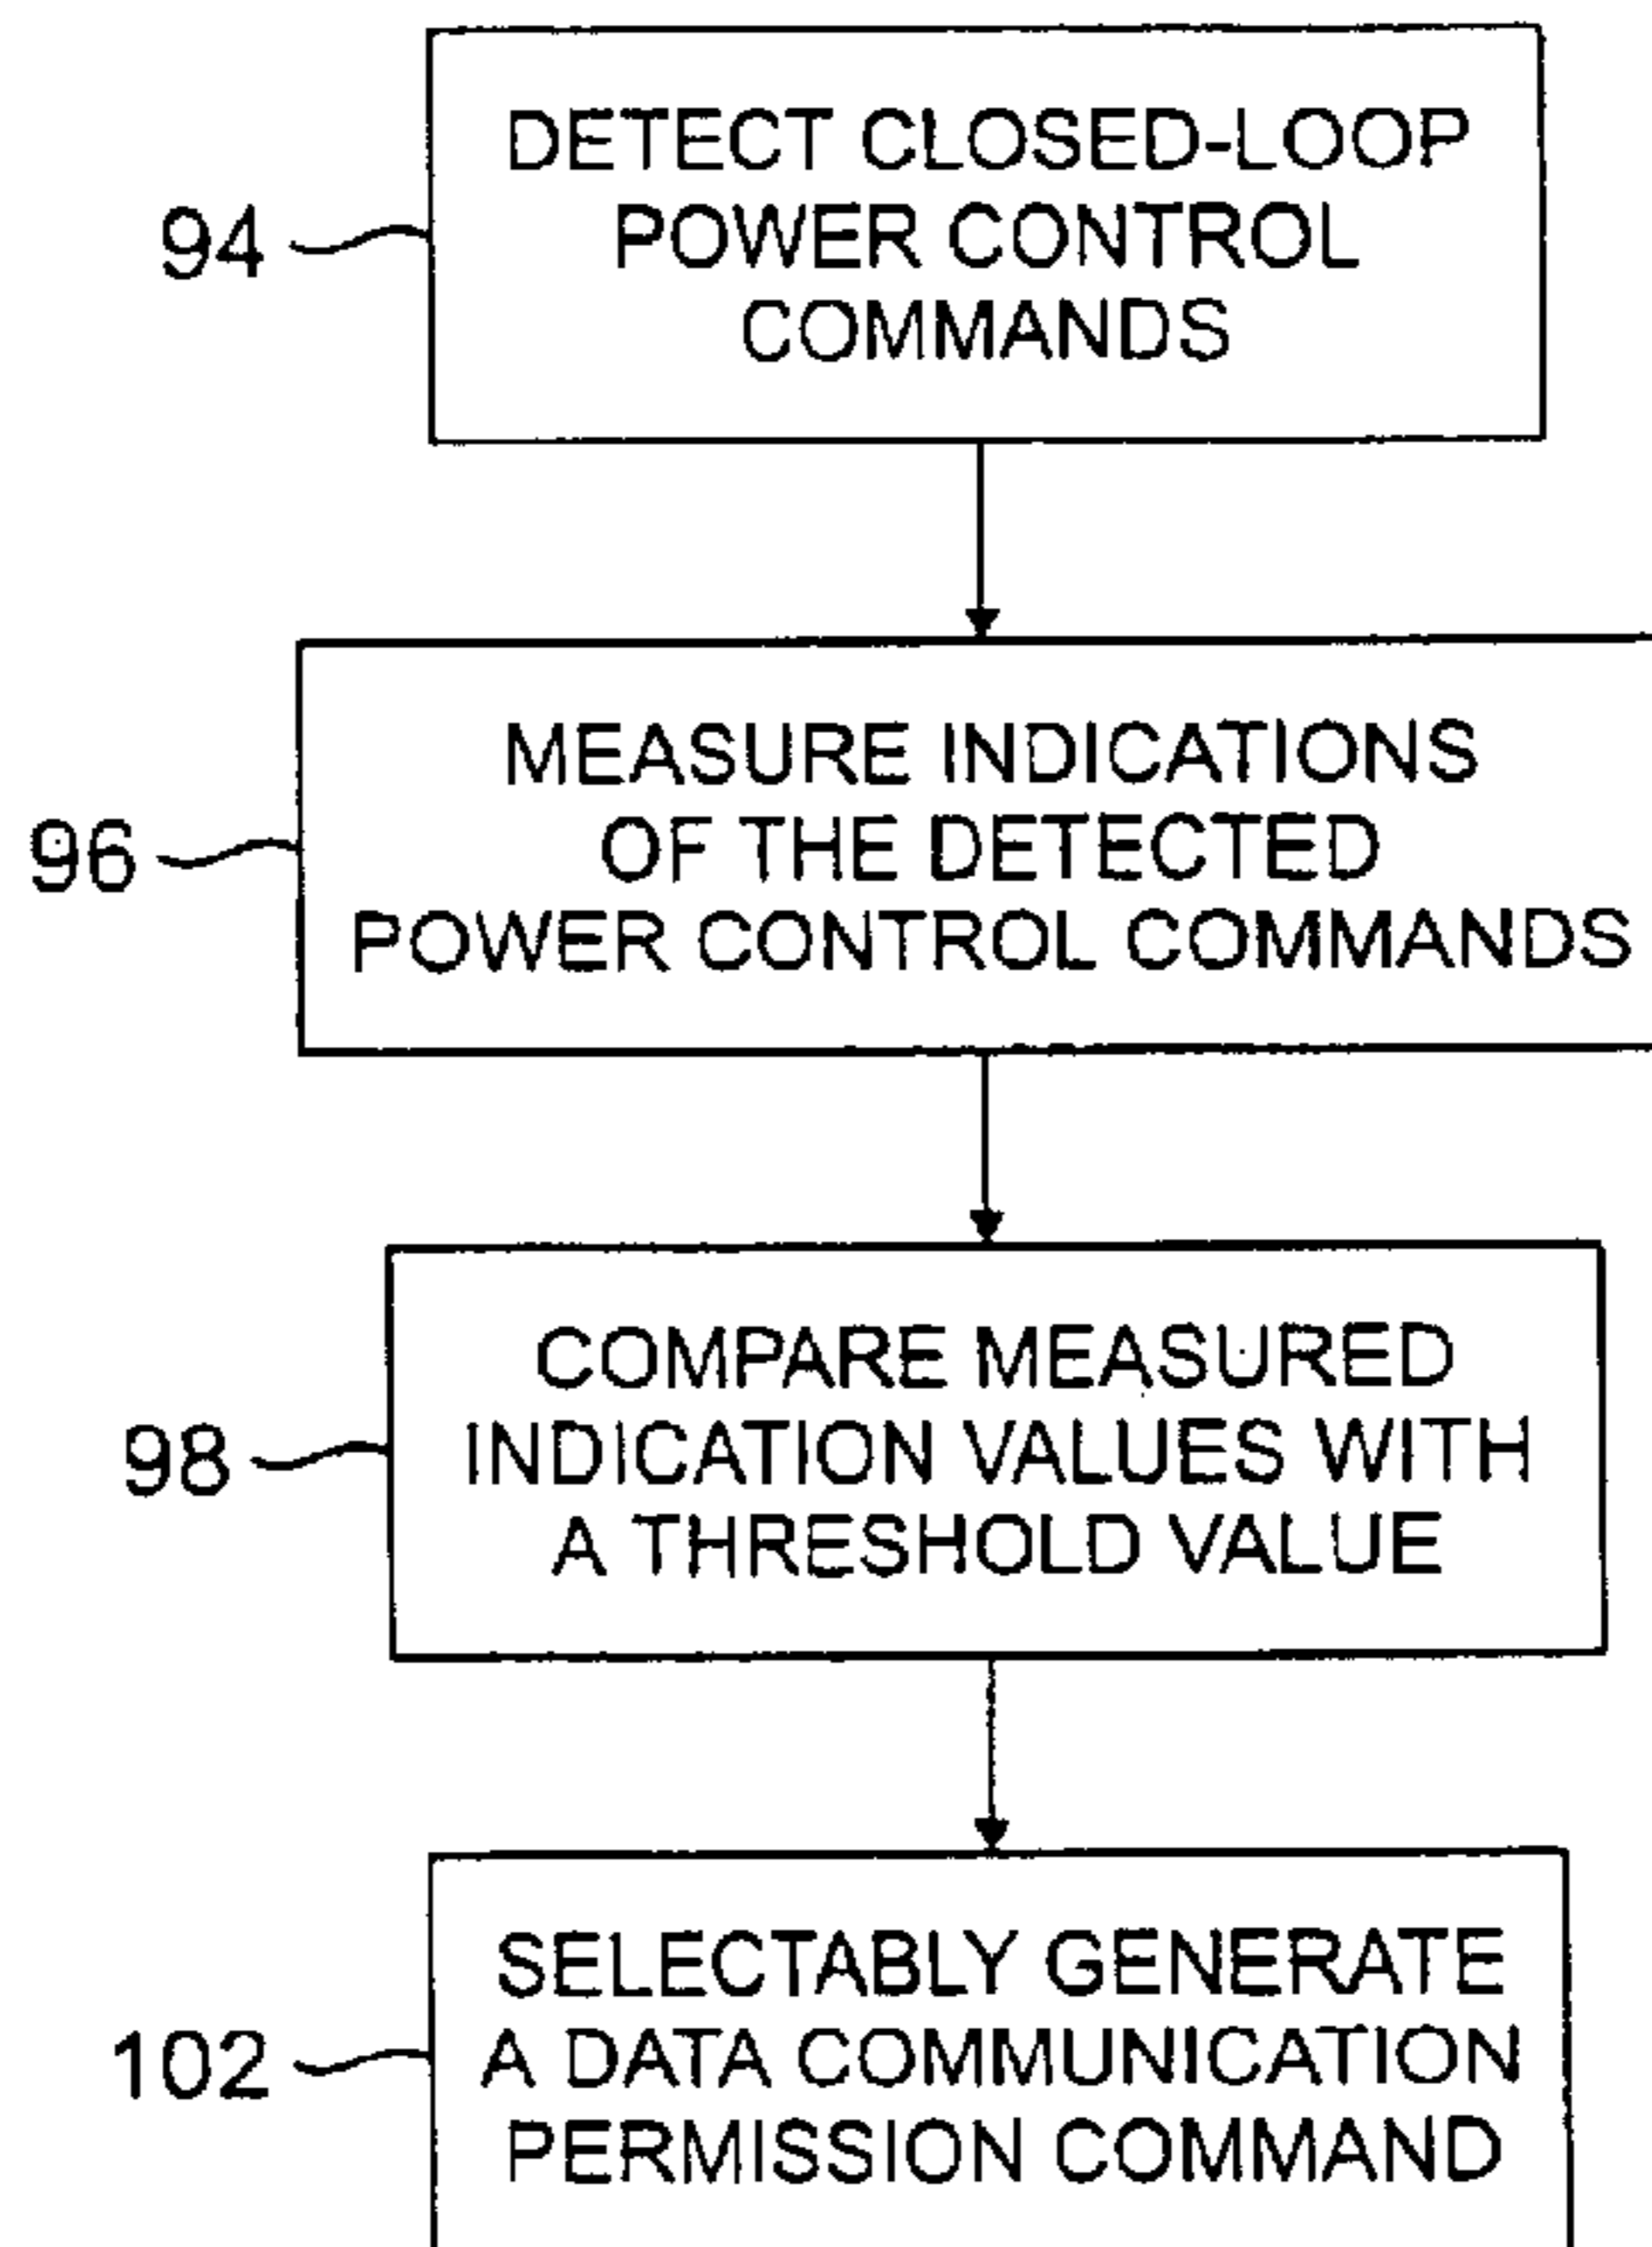 94
DETECT CLOSED-LOOP
POWER CONTROL
COMMANDS
96
MEASURE INDICATIONS
OF THE DETECTED
POWER CONTROL COMMANDS
98
COMPARE MEASURED
INDICATION VALUES WITH
A THRESHOLD VALUE
102
SELECTABLY GENERATE
A DATA COMMUNICATION
PERMISSION COMMAND